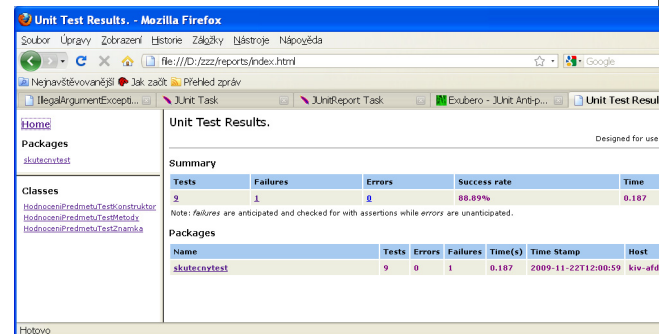 Unit Test Results. - Mozilla Firefox
Soubor Úpravy Zobrazení Historie Záložky Nástroje Nápověda
file:///D:/zzz/reports/index.html
Google
Nejnavštěvovanější Jak začít Přehled zpráv
IllegalArgumentExcepti... JUnit Task JUnitReport Task Exubero - JUnit Anti-p... Unit Test Resul
Home
Packages
skutecnytest
Classes
HodnoceniPredmetuTestKonstruktor
HodnoceniPredmetuTestMetody
HodnoceniPredmetuTestZnamka
Unit Test Results.
Designed for use
Summary
Tests Failures Errors Success rate Time
9 1 0 88.89% 0.187
Note: failures are anticipated and checked for with assertions while errors are unanticipated.
Packages
Name Tests Errors Failures Time(s) Time Stamp Host
skutecnytest 9 0 1 0.187 2009-11-22T12:00:59 kiv-afd
Hotovo